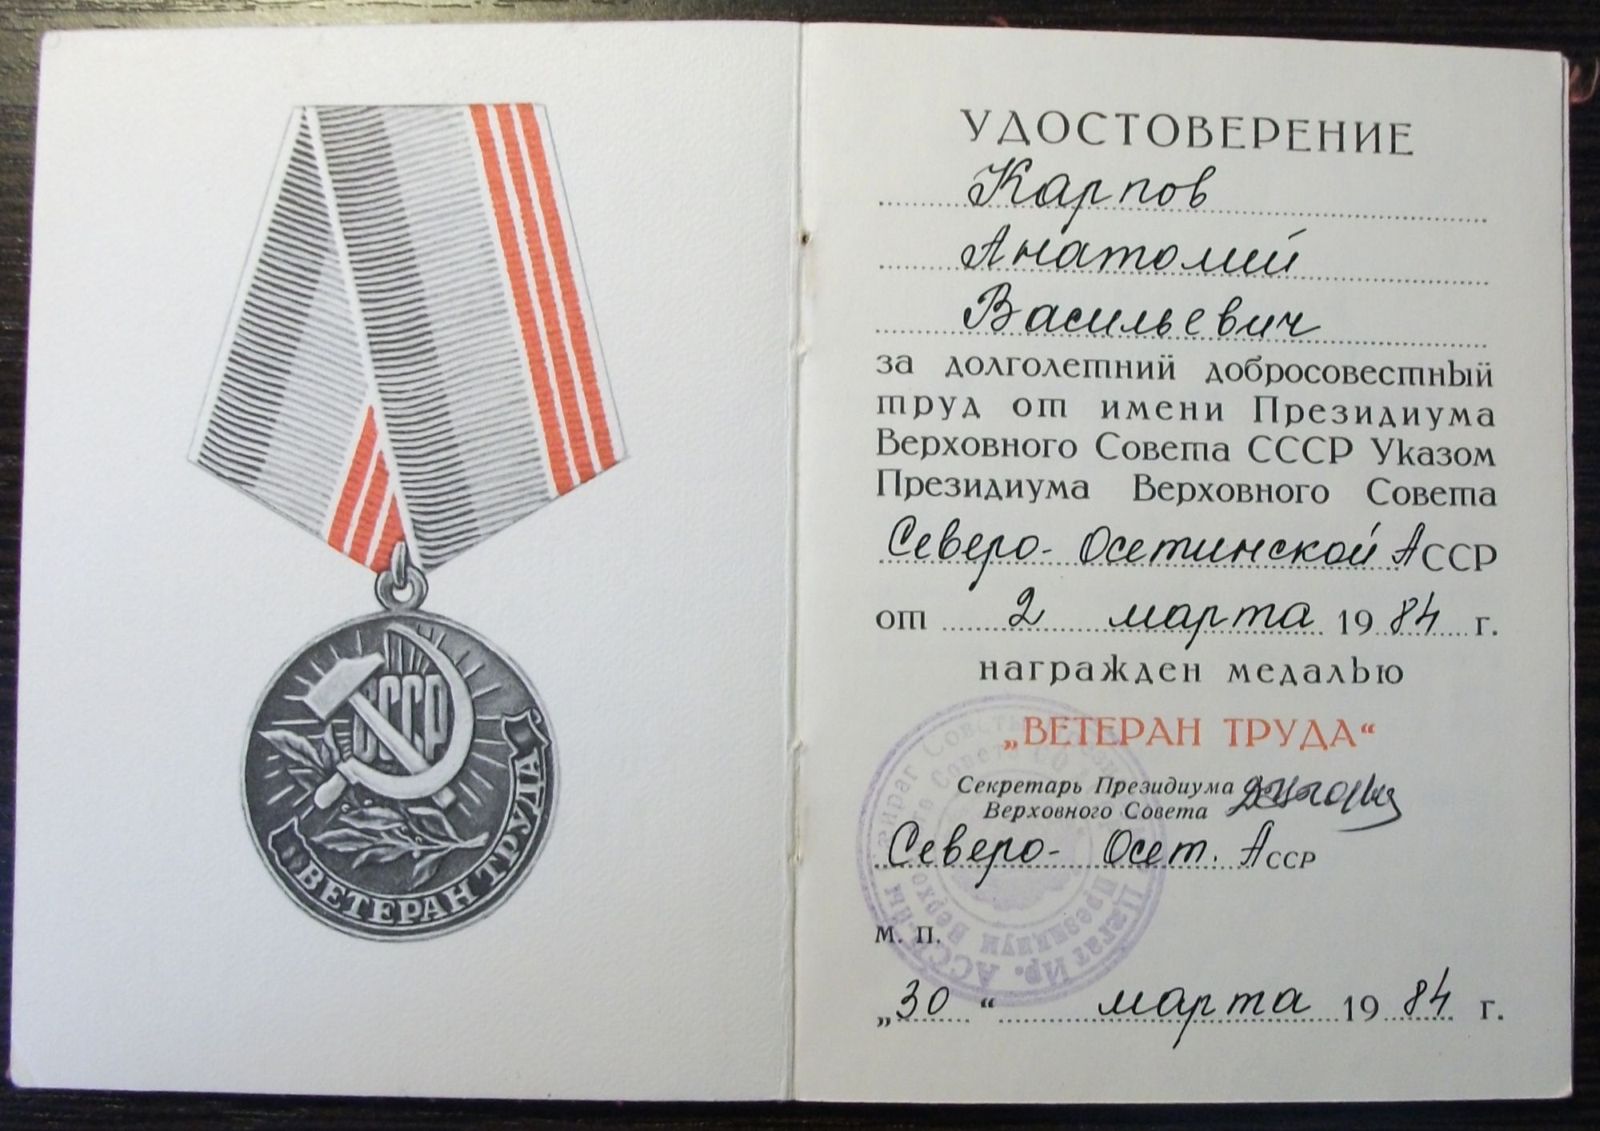 СССР
ВЕТЕРАН ТРУДА
УДОСТОВЕРЕНИЕ
Карпов
Анатолий
Васильевич
за долголетний добросовестный
труд от имени Президиума
Верховного Совета СССР Указом
Президиума Верховного Совета
Северо-Осетинской АССР
от 2 марта 1984 г.
награжден медалью
„ВЕТЕРАН ТРУДА“
Секретарь Президиума
Верховного Совета
Северо-Осет. АССР
М. П.
„30“ марта 1984 г.